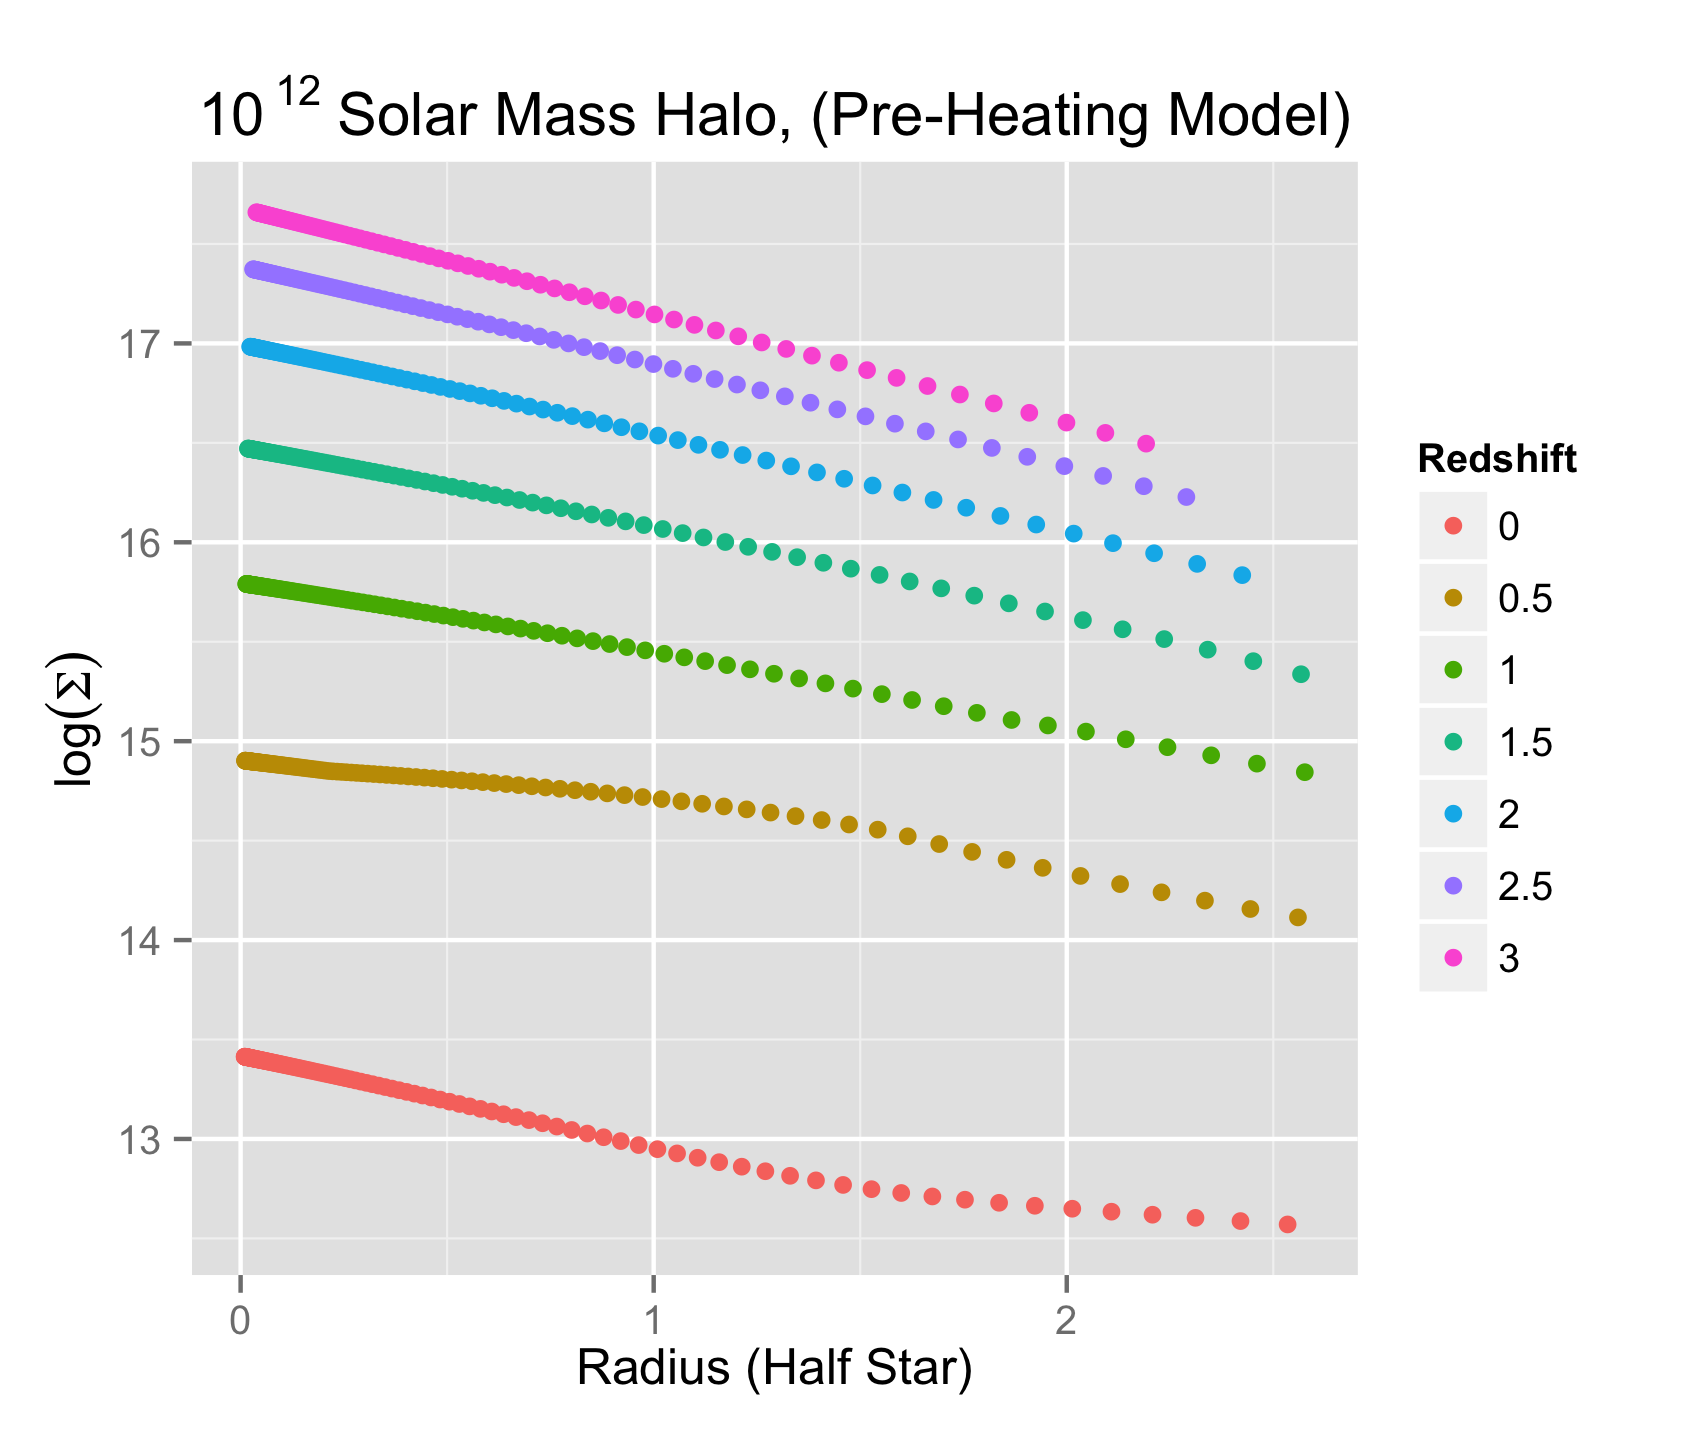 10 12 Solar Mass Halo, (Pre-Heating Model)
log(Σ)
17
16
15
14
13
0 1 2
Radius (Half Star)
Redshift
0
0.5
1
1.5
2
2.5
3